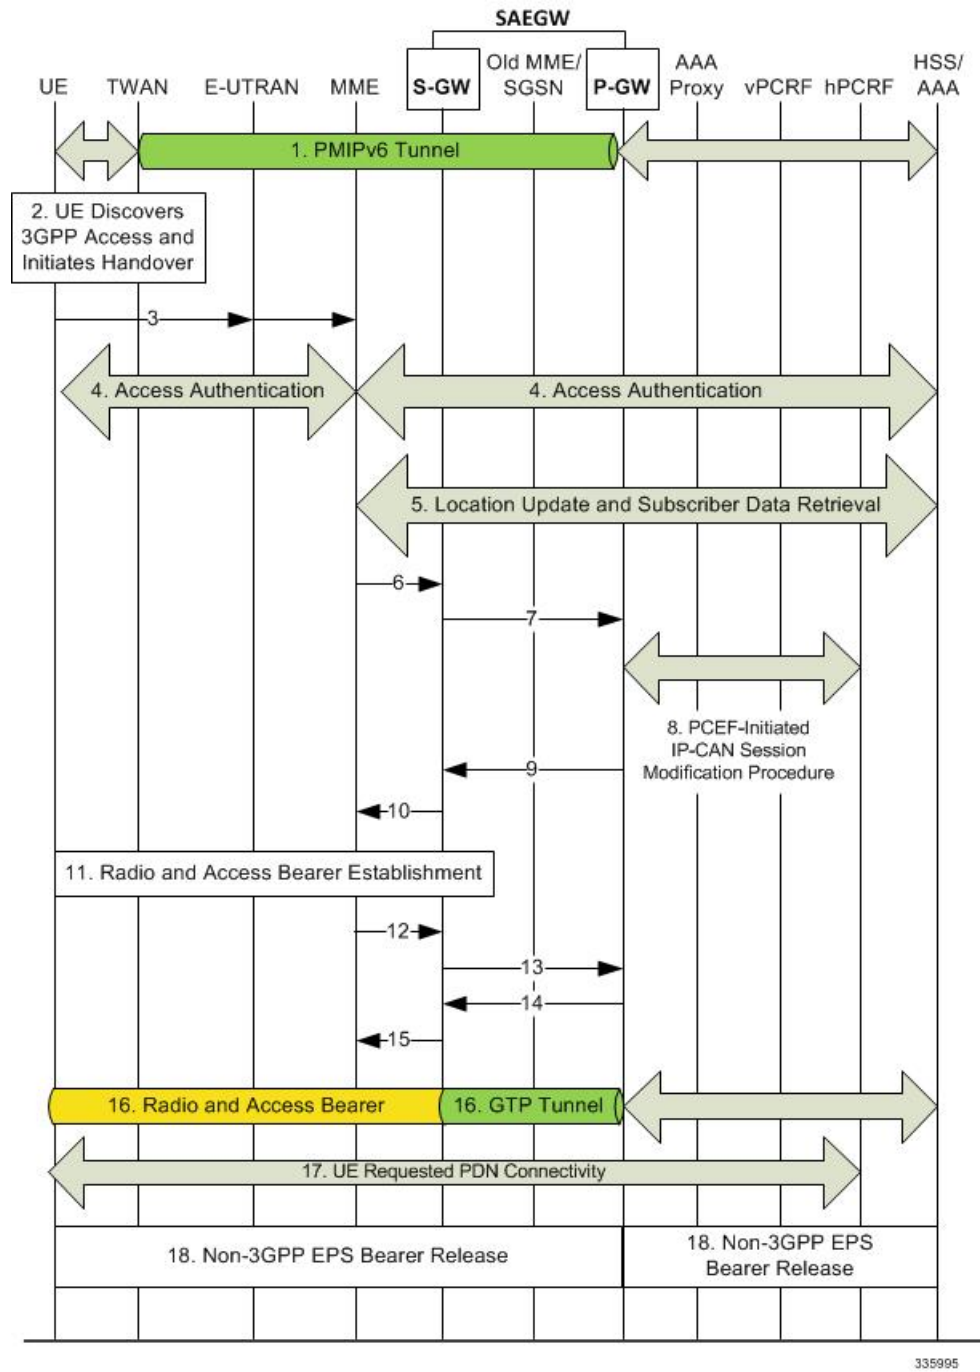 SAEGW
UE
TWAN
E-UTRAN
MME
S-GW
Old MME/
SGSN
P-GW
AAA
Proxy
vPCRF
hPCRF
HSS/
AAA
1. PMIPv6 Tunnel
2. UE Discovers
3GPP Access and
Initiates Handover
3
4. Access Authentication
4. Access Authentication
5. Location Update and Subscriber Data Retrieval
6
7
8. PCEF-Initiated
IP-CAN Session
Modification Procedure
9
10
11. Radio and Access Bearer Establishment
12
13
14
15
16. Radio and Access Bearer
16. GTP Tunnel
17. UE Requested PDN Connectivity
18. Non-3GPP EPS Bearer Release
18. Non-3GPP EPS
Bearer Release
335995